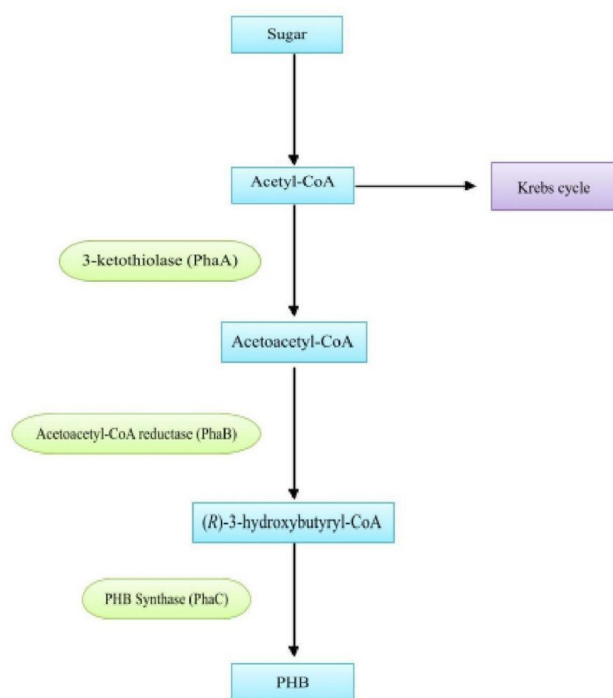 Sugar
Acetyl-CoA
Krebs cycle
3-ketothiolase (PhaA)
Acetoacetyl-CoA
Acetoacetyl-CoA reductase (PhaB)
(R)-3-hydroxybutyryl-CoA
PHB Synthase (PhaC)
PHB